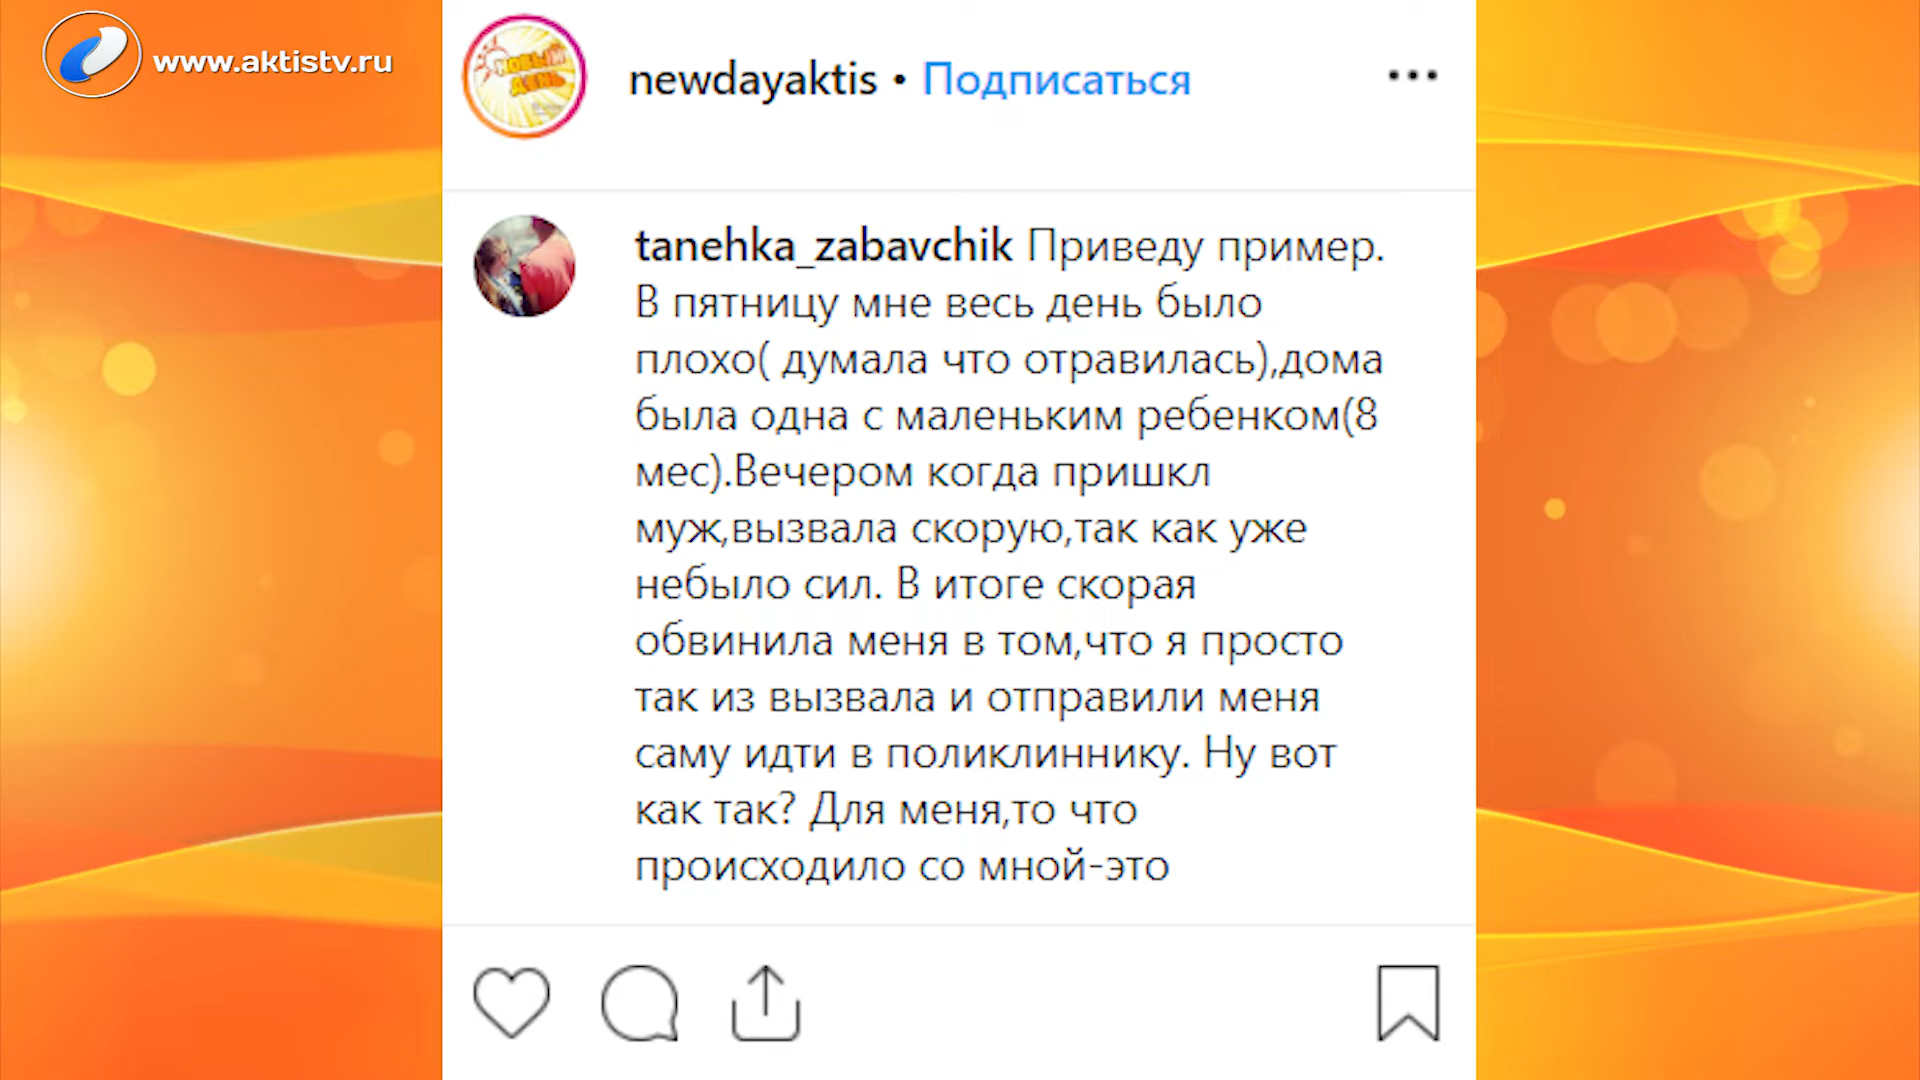 www.aktistv.ru
НОВЫЙ
ДЕНЬ
newdayaktis • Подписаться
tanehka_zabavchik Приведу пример.
В пятницу мне весь день было
плохо( думала что отравилась),дома
была одна с маленьким ребенком(8
мес).Вечером когда пришкл
муж,вызвала скорую,так как уже
небыло сил. В итоге скорая
обвинила меня в том,что я просто
так из вызвала и отправили меня
саму идти в поликлиннику. Ну вот
как так? Для меня,то что
происходило со мной-это